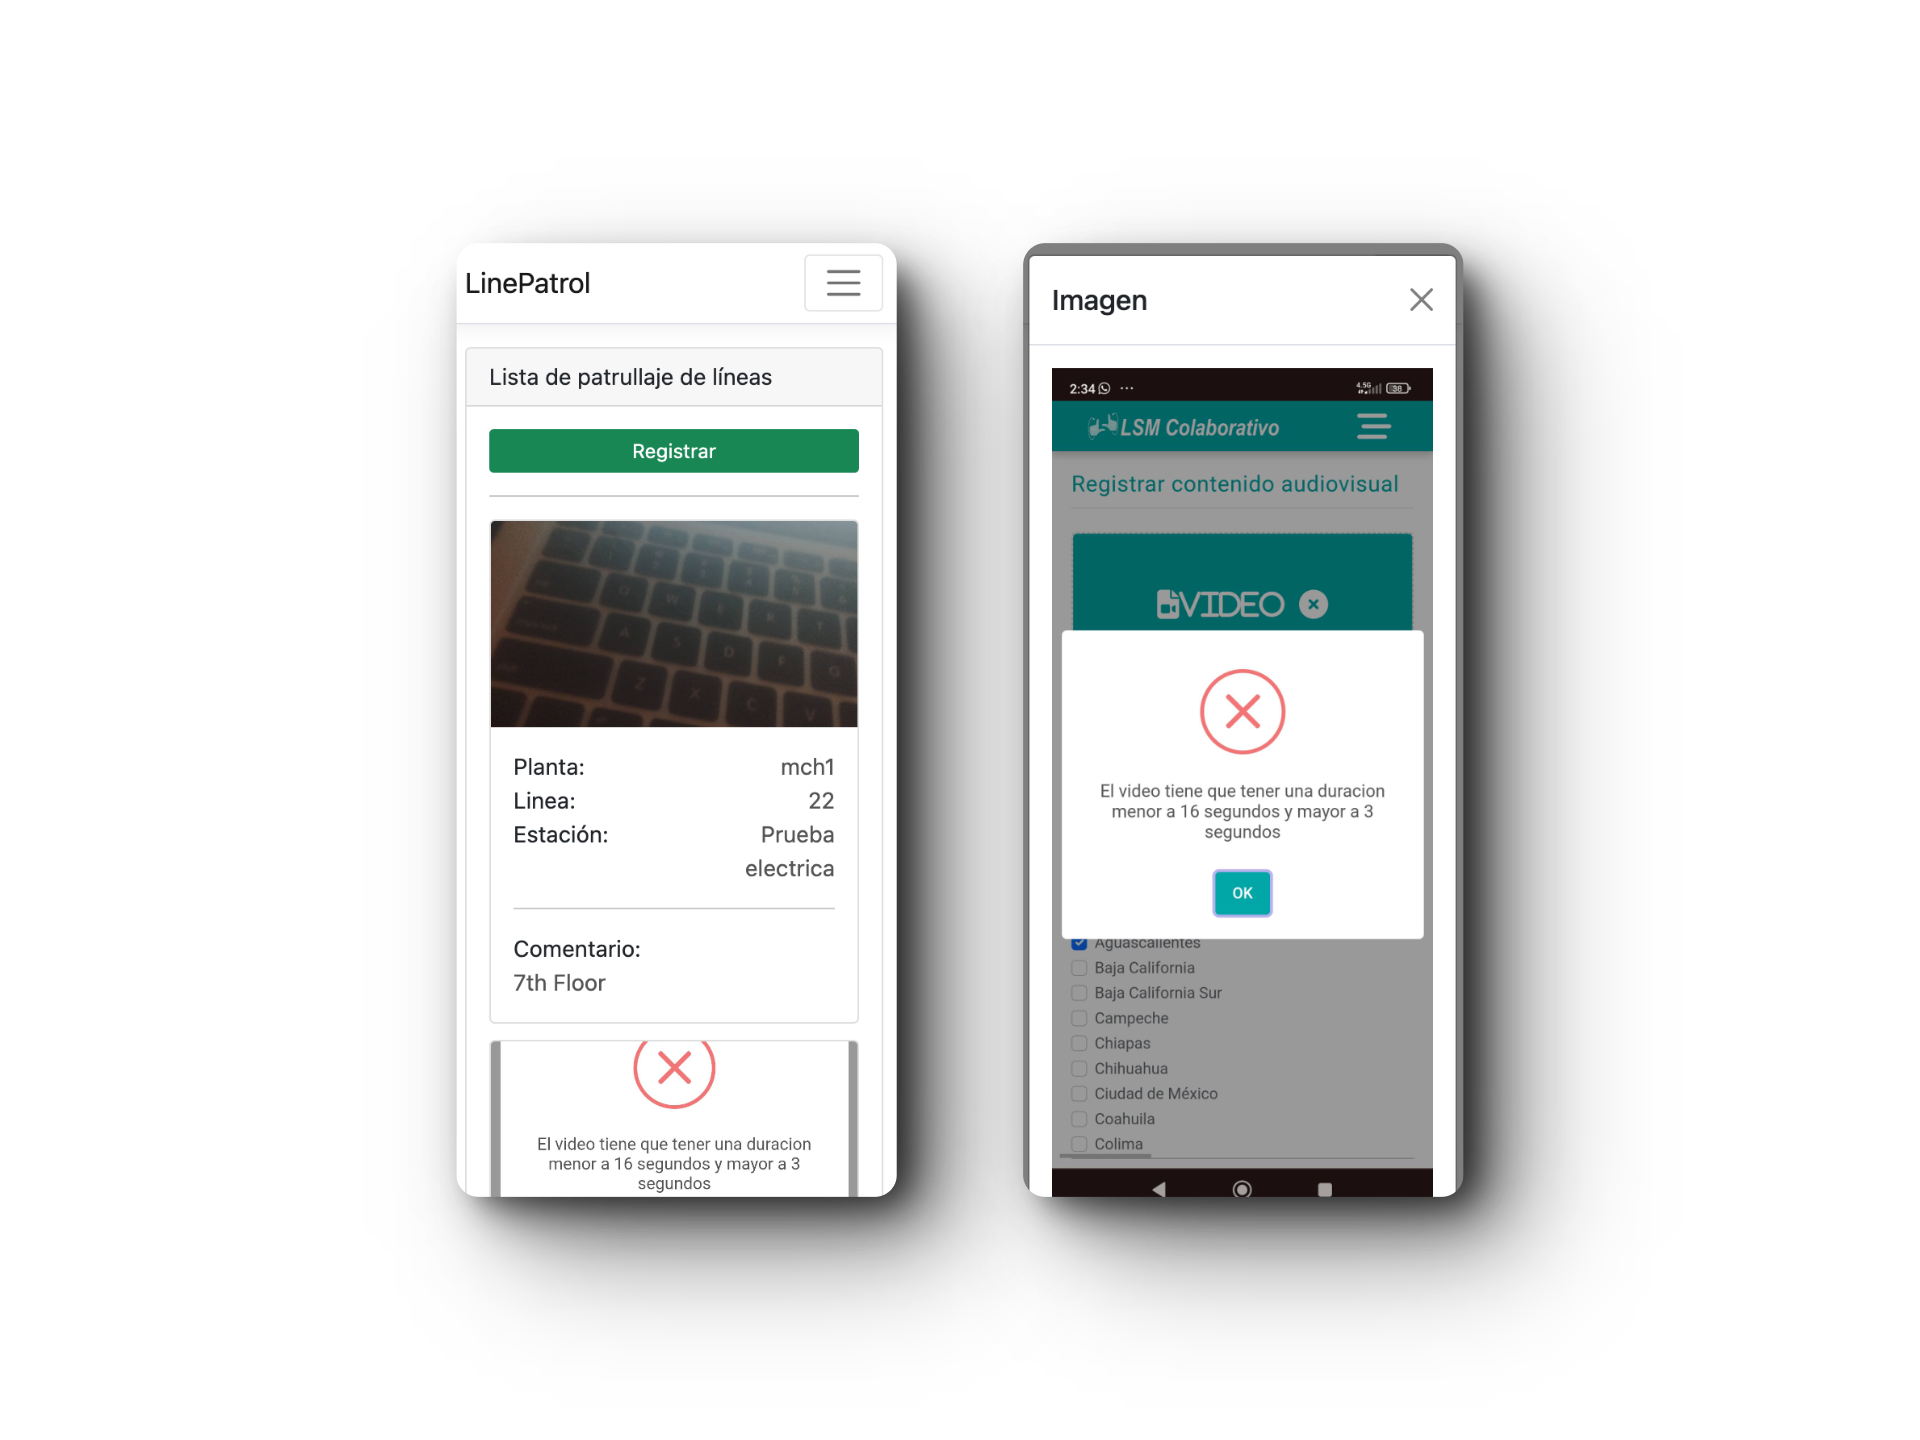 LinePatrol
Lista de patrullaje de líneas
Registrar
Planta: mch1
Linea: 22
Estación: Prueba
electrica
Comentario:
7th Floor
El video tiene que tener una duracion
menor a 16 segundos y mayor a 3
segundos
Imagen
2:34
4.5G
38
LSM Colaborativo
Registrar contenido audiovisual
VIDEO
El video tiene que tener una duracion
menor a 16 segundos y mayor a 3
segundos
OK
Aguascalientes
Baja California
Baja California Sur
Campeche
Chiapas
Chihuahua
Ciudad de México
Coahuila
Colima